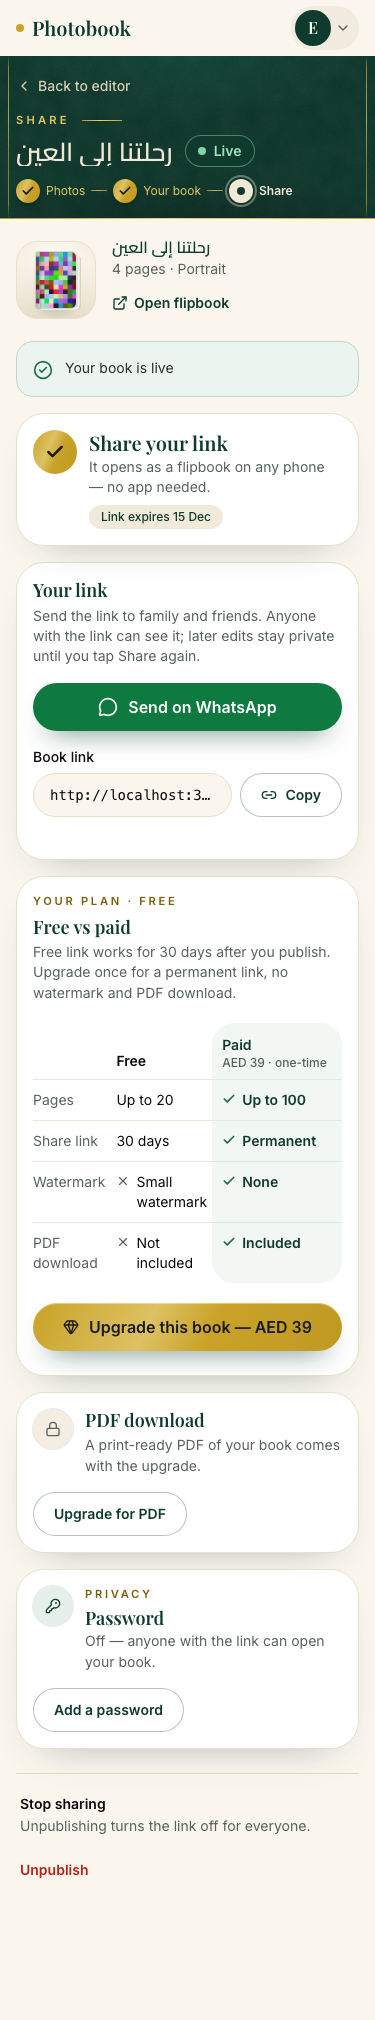 Photobook
E
Back to editor
SHARE
رحلتنا إلى العين
Live
Photos
Your book
Share
رحلتنا إلى العين
4 pages · Portrait
Open flipbook
Your book is live
Share your link
It opens as a flipbook on any phone
— no app needed.
Link expires 15 Dec
Your link
Send the link to family and friends. Anyone
with the link can see it; later edits stay private
until you tap Share again.
Send on WhatsApp
Book link
http://localhost:3…
Copy
YOUR PLAN · FREE
Free vs paid
Free link works for 30 days after you publish.
Upgrade once for a permanent link, no
watermark and PDF download.
Free
Paid
AED 39 · one-time
Pages
Up to 20
Up to 100
Share link
30 days
Permanent
Watermark
Small
watermark
None
PDF
download
Not
included
Included
Upgrade this book — AED 39
PDF download
A print-ready PDF of your book comes
with the upgrade.
Upgrade for PDF
PRIVACY
Password
Off — anyone with the link can open
your book.
Add a password
Stop sharing
Unpublishing turns the link off for everyone.
Unpublish